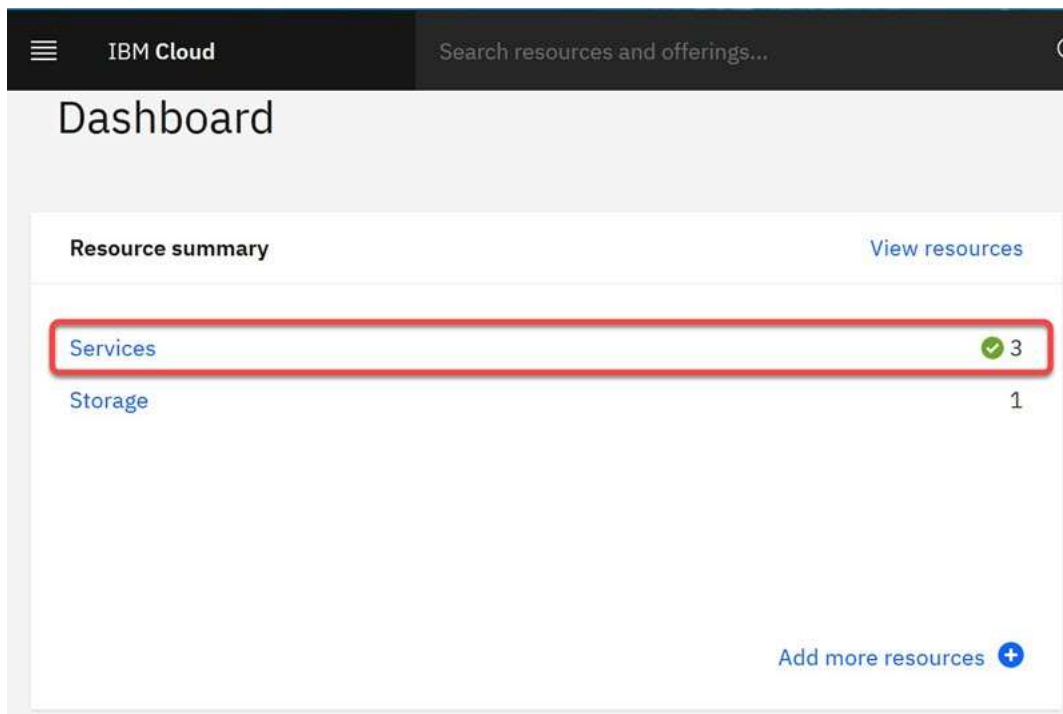 IBM Cloud Search resources and offerings...
Dashboard
Resource summary View resources
Services 3
Storage 1
Add more resources